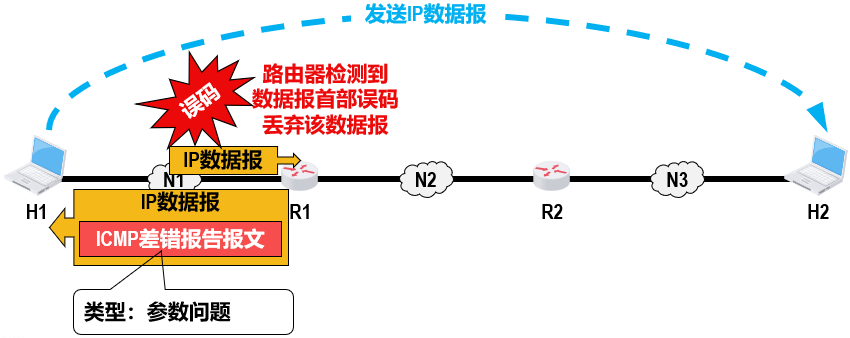 发送IP数据报
误码
路由器检测到
数据报首部误码
丢弃该数据报
IP数据报
N1
N2
N3
H1
R1
R2
H2
IP数据报
ICMP差错报告报文
类型：参数问题